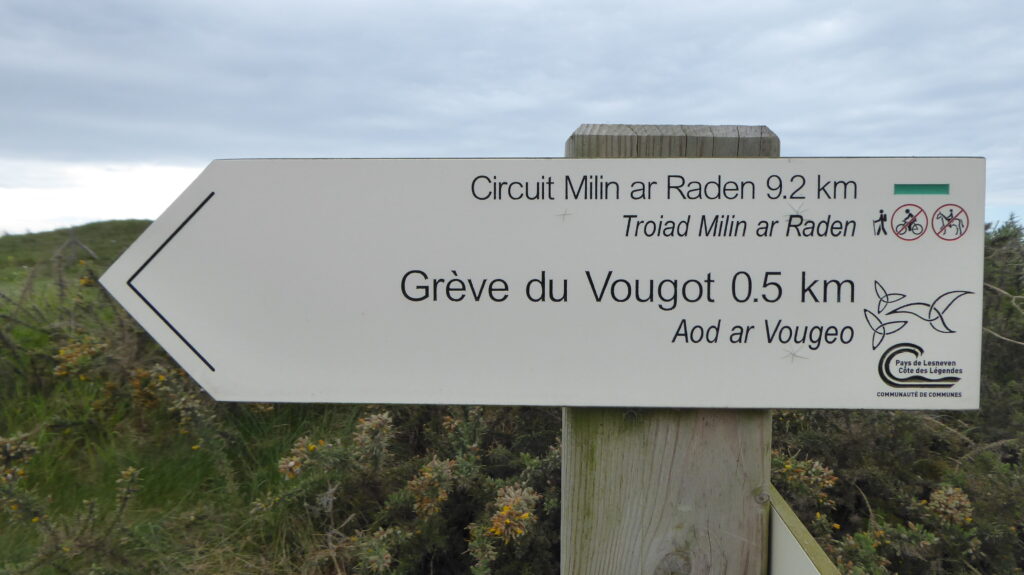 Circuit Milin ar Raden 9.2 km
Troiad Milin ar Raden
Grève du Vougot 0.5 km
Aod ar Vougeo
Pays de Lesneven
Côte des Légendes
COMMUNAUTÉ DE COMMUNES